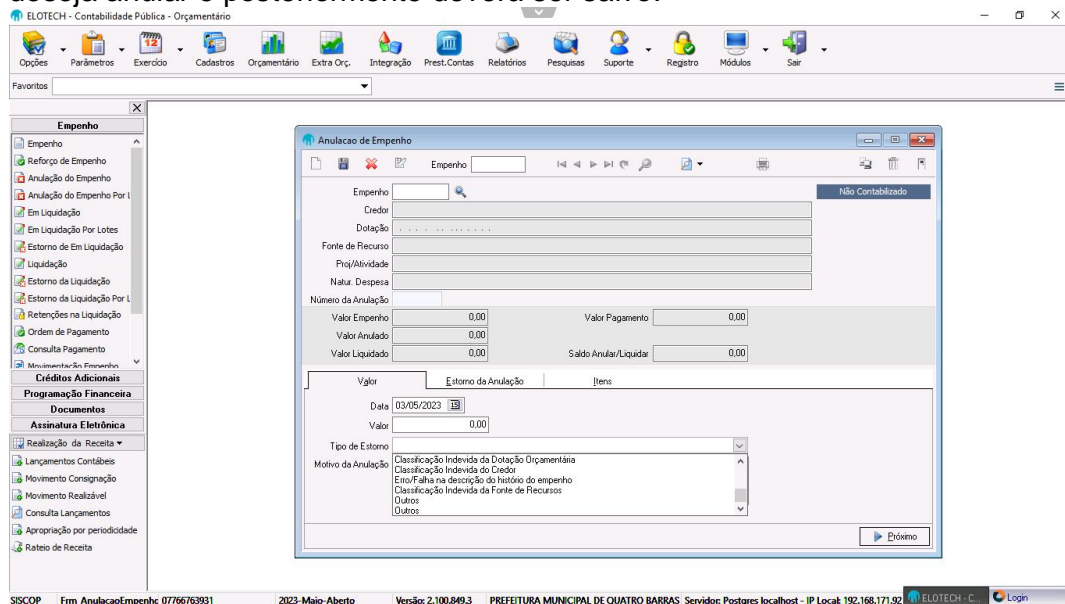 deseja anular e posteriormente deverá ser salvo.
ELOTECH - Contabilidade Pública - Orçamentário
Opções Parâmetros Exercício Cadastros Orçamentário Extra Orç. Integração Prest.Contas Relatórios Pesquisas Suporte Registro Módulos Sair
Favoritos
Empenho
Empenho
Reforço de Empenho
Anulação do Empenho
Anulação do Empenho Por L
Em Liquidação
Em Liquidação Por Lotes
Estorno de Em Liquidação
Liquidação
Estorno da Liquidação
Estorno da Liquidação Por L
Retenções na Liquidação
Ordem de Pagamento
Consulta Pagamento
Movimentação Empenho
Créditos Adicionais
Programação Financeira
Documentos
Assinatura Eletrônica
Realização da Receita
Lançamentos Contábeis
Movimento Consignação
Movimento Realizável
Consulta Lançamentos
Apropriação por periodicidade
Rateio de Receita
Anulacao de Empenho
Empenho
Empenho
Não Contabilizado
Credor
Dotação
Fonte de Recurso
Proj/Atividade
Natur. Despesa
Número da Anulação
Valor Empenho 0,00 Valor Pagamento 0,00
Valor Anulado 0,00
Valor Liquidado 0,00 Saldo Anular/Liquidar 0,00
Valor Estorno da Anulação Itens
Data 03/05/2023 15
Valor 0,00
Tipo de Estorno
Motivo da Anulação
Classificação Indevida da Dotação Orçamentária
Classificação Indevida do Credor
Erro/Falha na descrição do histório do empenho
Classificação Indevida da Fonte de Recursos
Outros
Outros
Próximo
SISCOP Frm_AnulacaoEmpenho 07766763931 2023-Maio-Aberto Versão: 2.100.849.3 PREFEITURA MUNICIPAL DE QUATRO BARRAS Servidor: Postgres localhost - IP Local: 192.168.171.92 ELOTECH - C... Login